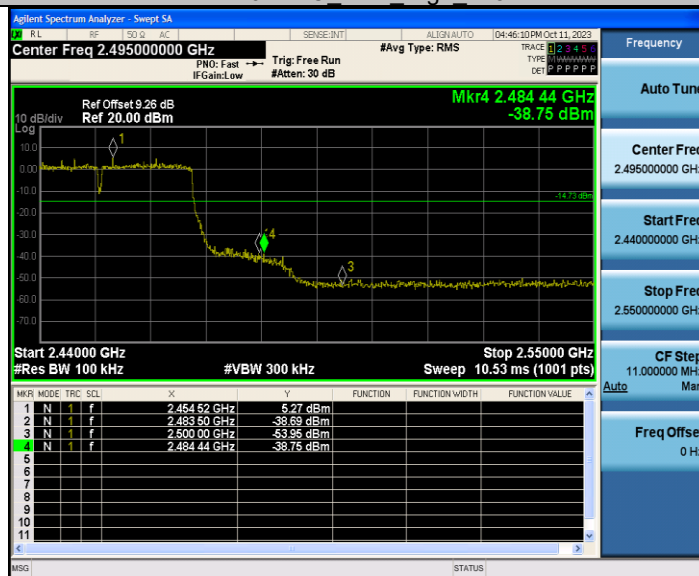 Agilent Spectrum Analyzer - Swept SA
RL RF 50 Ω AC SENSE:INT ALIGN AUTO 04:46:10 PM Oct 11, 2023
Center Freq 2.495000000 GHz #Avg Type: RMS TRACE 1 2 3 4 5 6
PNO: Fast Trig: Free Run TYPE MWWWWW
IFGain:Low #Atten: 30 dB DET P P P P P P
Ref Offset 9.26 dB Mkr4 2.484 44 GHz
10 dB/div Ref 20.00 dBm -38.75 dBm
Log
10.0
0.00
-10.0
-20.0
-30.0
-40.0
-50.0
-60.0
-70.0
1
-14.73 dBm
4
3
Start 2.44000 GHz Stop 2.55000 GHz
#Res BW 100 kHz #VBW 300 kHz Sweep 10.53 ms (1001 pts)
MKR MODE TRC SCL X Y FUNCTION FUNCTION WIDTH FUNCTION VALUE
1 N 1 f 2.454 52 GHz 5.27 dBm
2 N 1 f 2.483 50 GHz -38.69 dBm
3 N 1 f 2.500 00 GHz -53.95 dBm
4 N 1 f 2.484 44 GHz -38.75 dBm
5
6
7
8
9
10
11
MSG STATUS
Frequency
Auto Tune
Center Freq
2.495000000 GHz
Start Freq
2.440000000 GHz
Stop Freq
2.550000000 GHz
CF Step
11.000000 MHz
Auto Man
Freq Offset
0 Hz